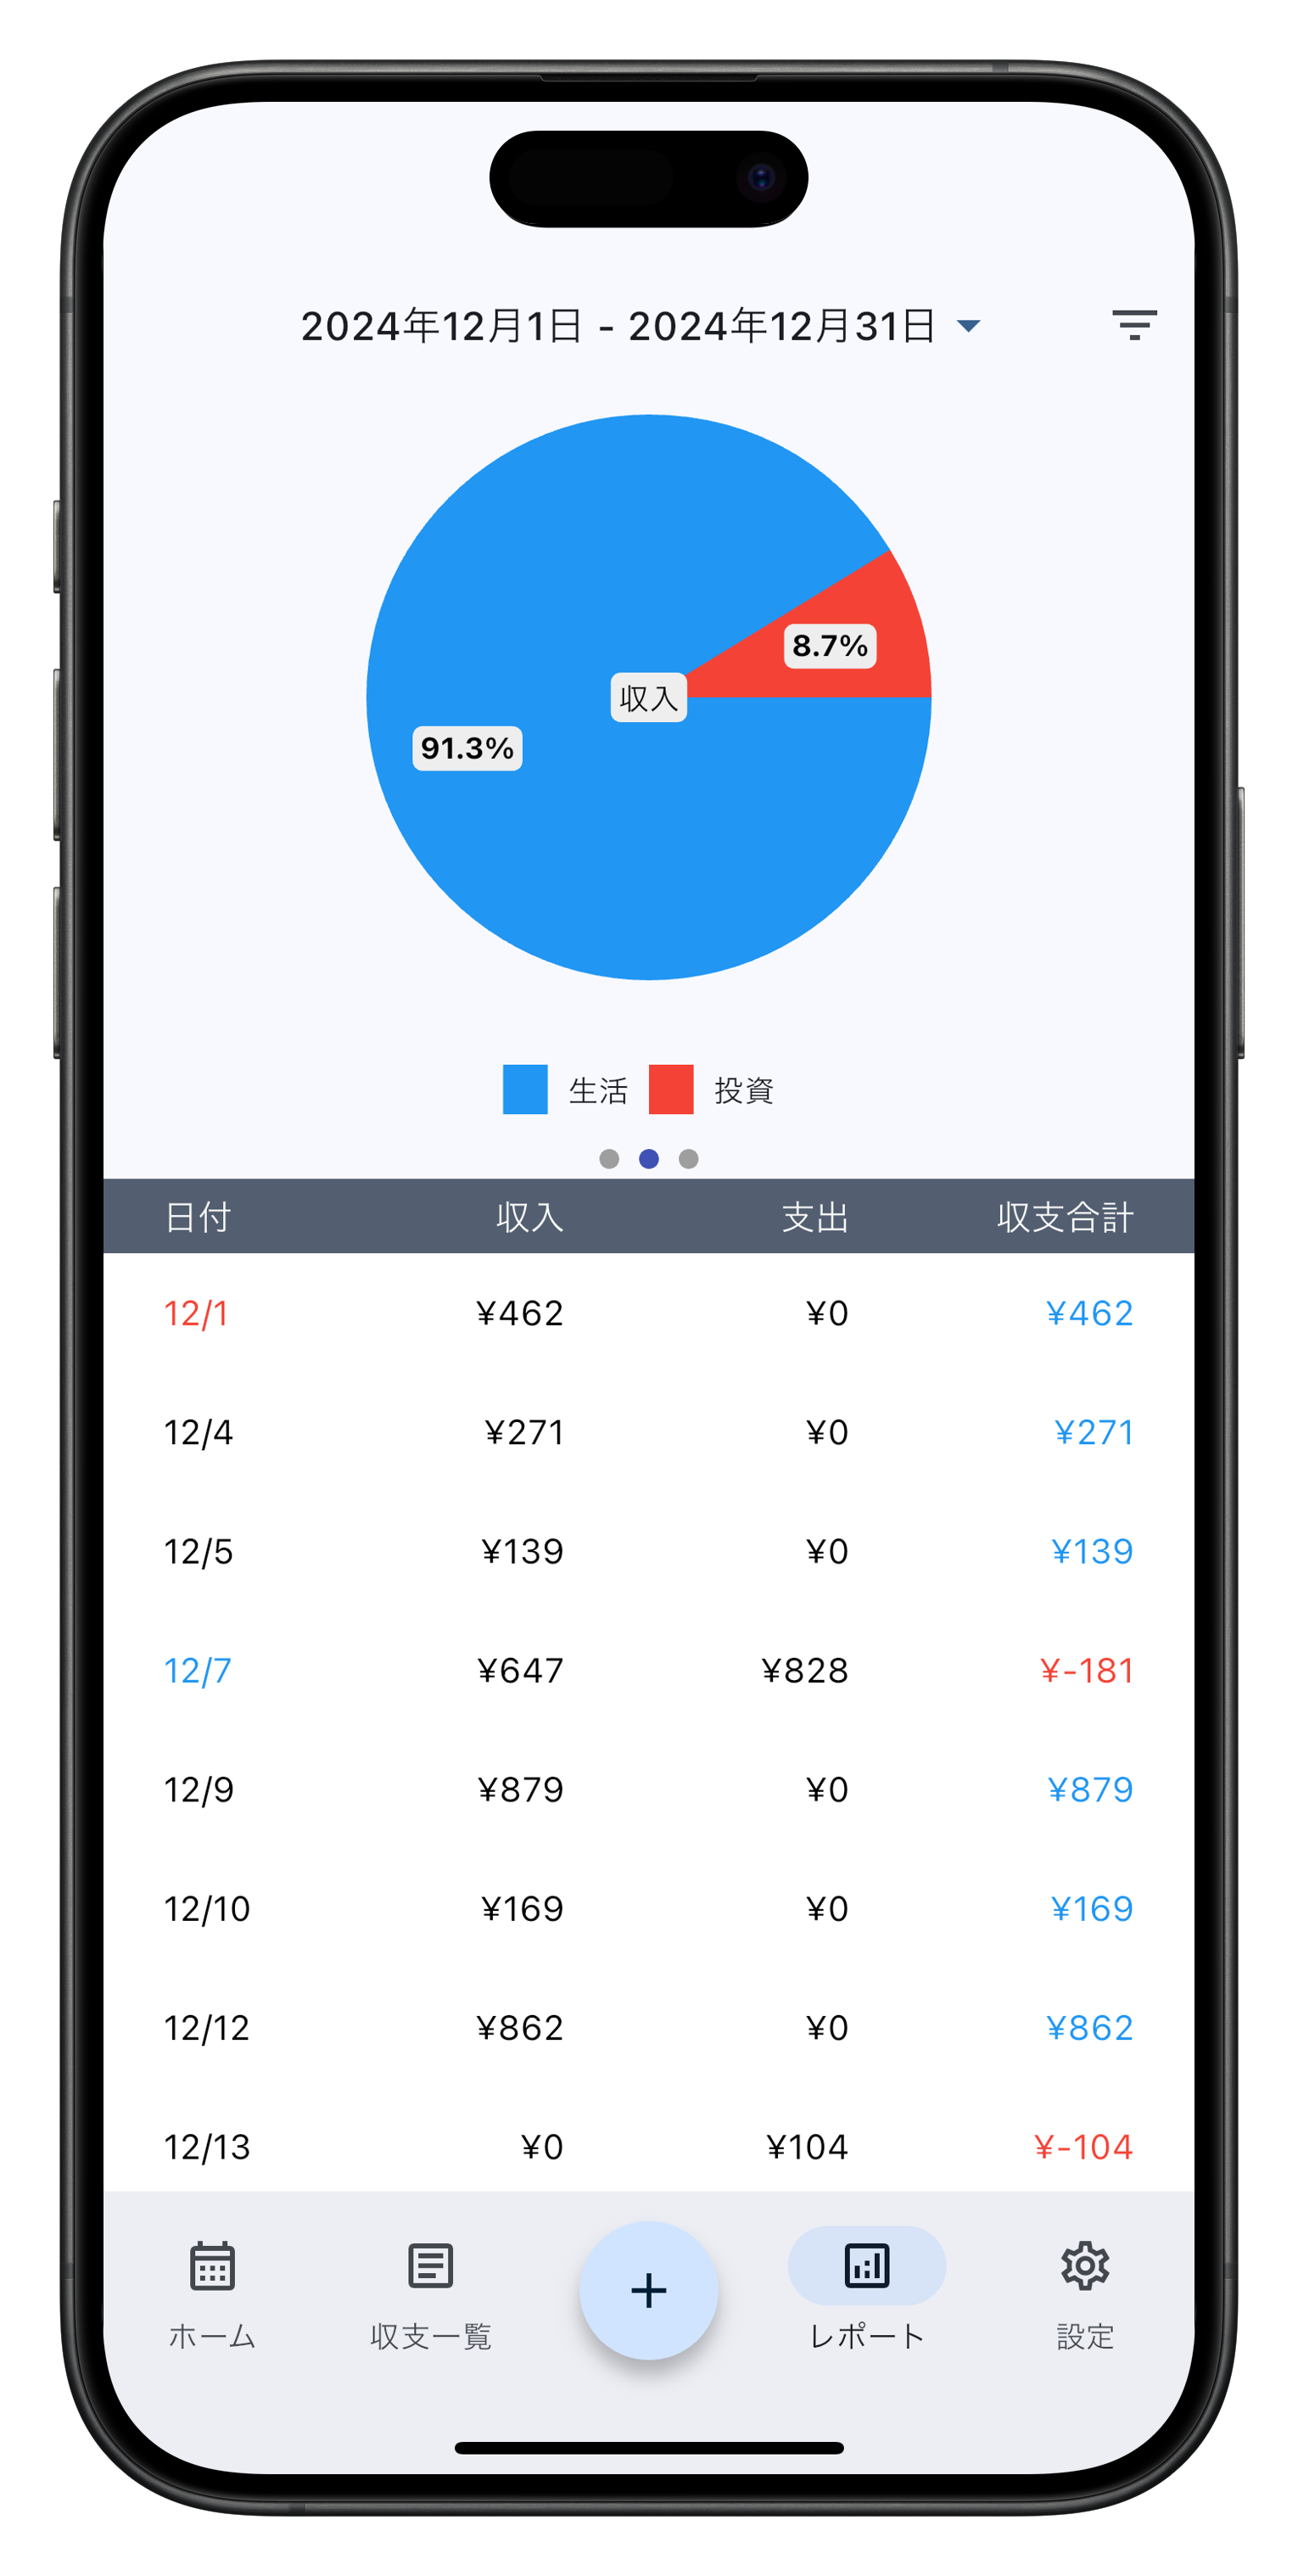 2024年12月1日 - 2024年12月31日
8.7%
収入
91.3%
生活 投資
日付 収入 支出 収支合計
12/1 ¥462 ¥0 ¥462
12/4 ¥271 ¥0 ¥271
12/5 ¥139 ¥0 ¥139
12/7 ¥647 ¥828 ¥-181
12/9 ¥879 ¥0 ¥879
12/10 ¥169 ¥0 ¥169
12/12 ¥862 ¥0 ¥862
12/13 ¥0 ¥104 ¥-104
ホーム 収支一覧 + レポート 設定